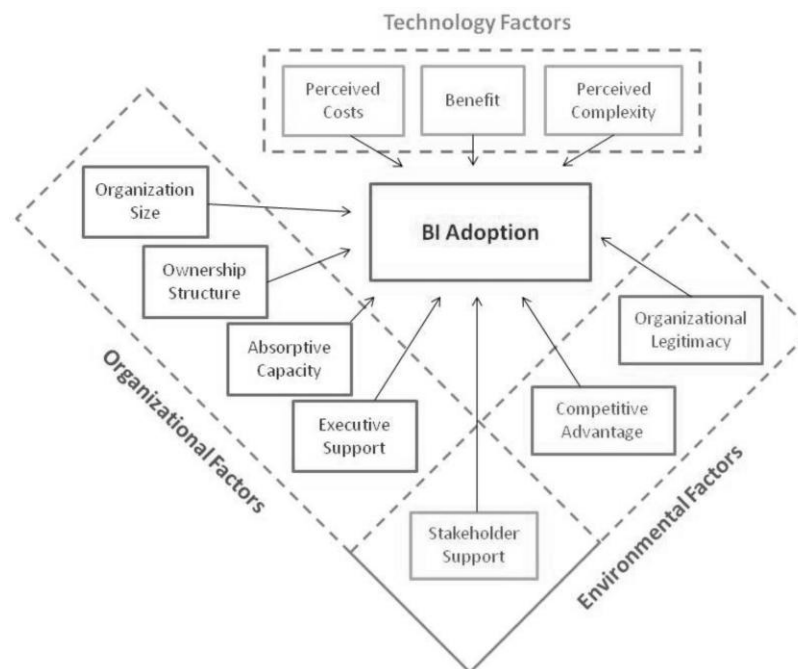 Technology Factors
Perceived
Costs
Benefit
Perceived
Complexity
Organization
Size
BI Adoption
Ownership
Structure
Organizational
Legitimacy
Absorptive
Capacity
Executive
Support
Competitive
Advantage
Organizational Factors
Stakeholder
Support
Environmental Factors